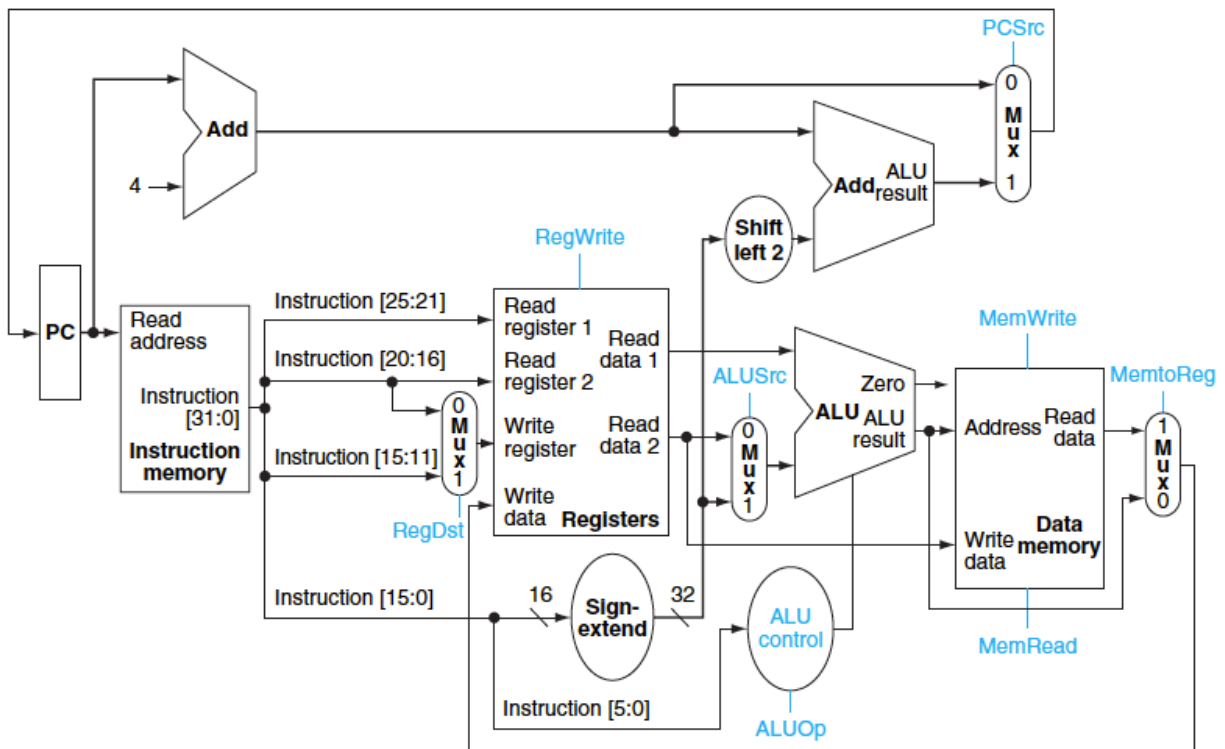 PCSrc
0
M
u
x
1
Add
4
Add
ALU
result
Shift
left 2
RegWrite
PC
Read
address
Instruction
[31:0]
Instruction
memory
Instruction [25:21]
Instruction [20:16]
Instruction [15:11]
Instruction [15:0]
0
M
u
x
1
RegDst
Read
register 1
Read
register 2
Write
register
Write
data
Read
data 1
Read
data 2
Registers
ALUSrc
0
M
u
x
1
ALU
Zero
ALU
result
MemWrite
Address
Read
data
Write
data
Data
memory
MemRead
MemtoReg
1
M
u
x
0
16
Sign-
extend
32
ALU
control
ALUOp
Instruction [5:0]